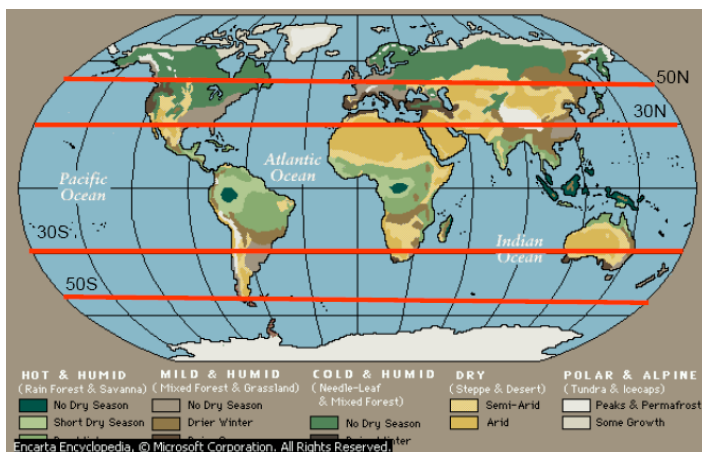 50N
30N
Atlantic
Ocean
Pacific
Ocean
30S
Indian
Ocean
50S
HOT & HUMID
(Rain Forest & Savanna)
No Dry Season
Short Dry Season
MILD & HUMID
(Mixed Forest & Grassland)
No Dry Season
Drier Winter
COLD & HUMID
(Needle-Leaf
& Mixed Forest)
No Dry Season
DRY
(Steppe & Desert)
Semi-Arid
Arid
POLAR & ALPINE
(Tundra & Icecaps)
Peaks & Permafrost
Some Growth
Encarta Encyclopedia, © Microsoft Corporation. All Rights Reserved.